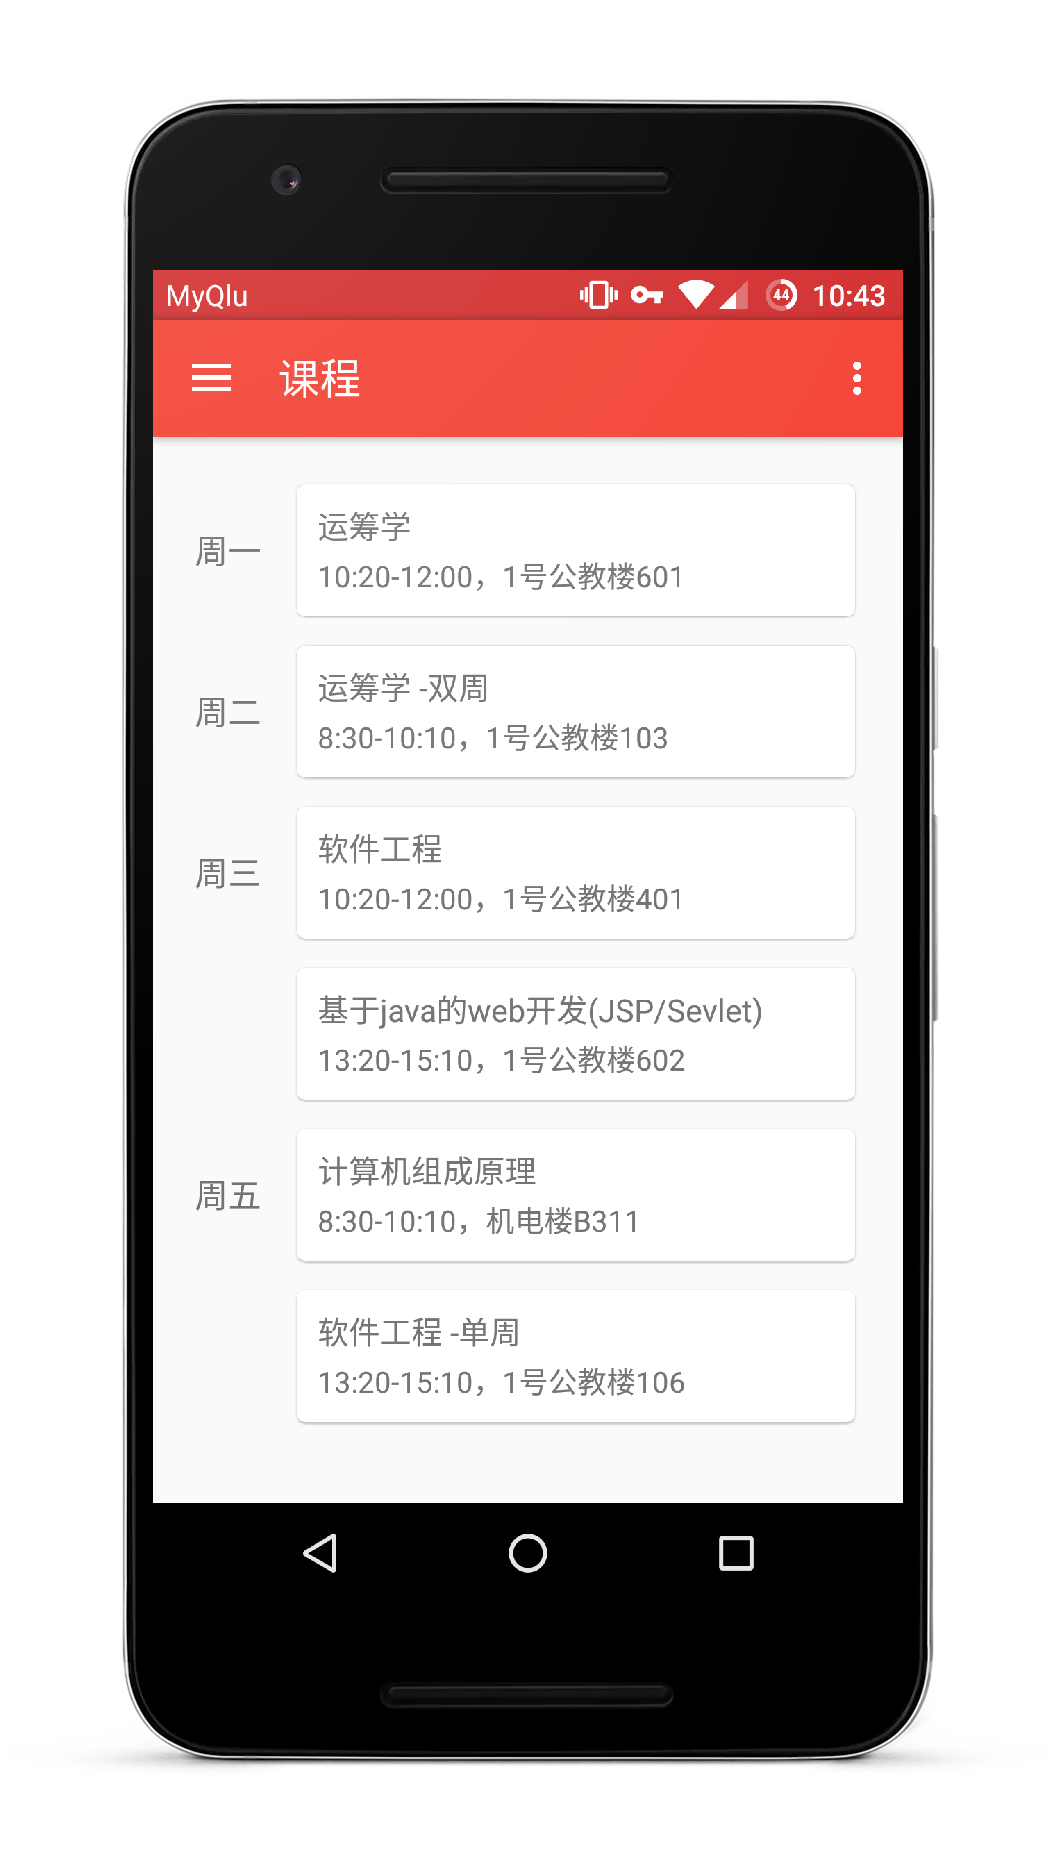 MyQlu 44 10:43
课程
周一
运筹学
10:20-12:00，1号公教楼601
周二
运筹学 -双周
8:30-10:10，1号公教楼103
周三
软件工程
10:20-12:00，1号公教楼401
基于java的web开发(JSP/Sevlet)
13:20-15:10，1号公教楼602
周五
计算机组成原理
8:30-10:10，机电楼B311
软件工程 -单周
13:20-15:10，1号公教楼106